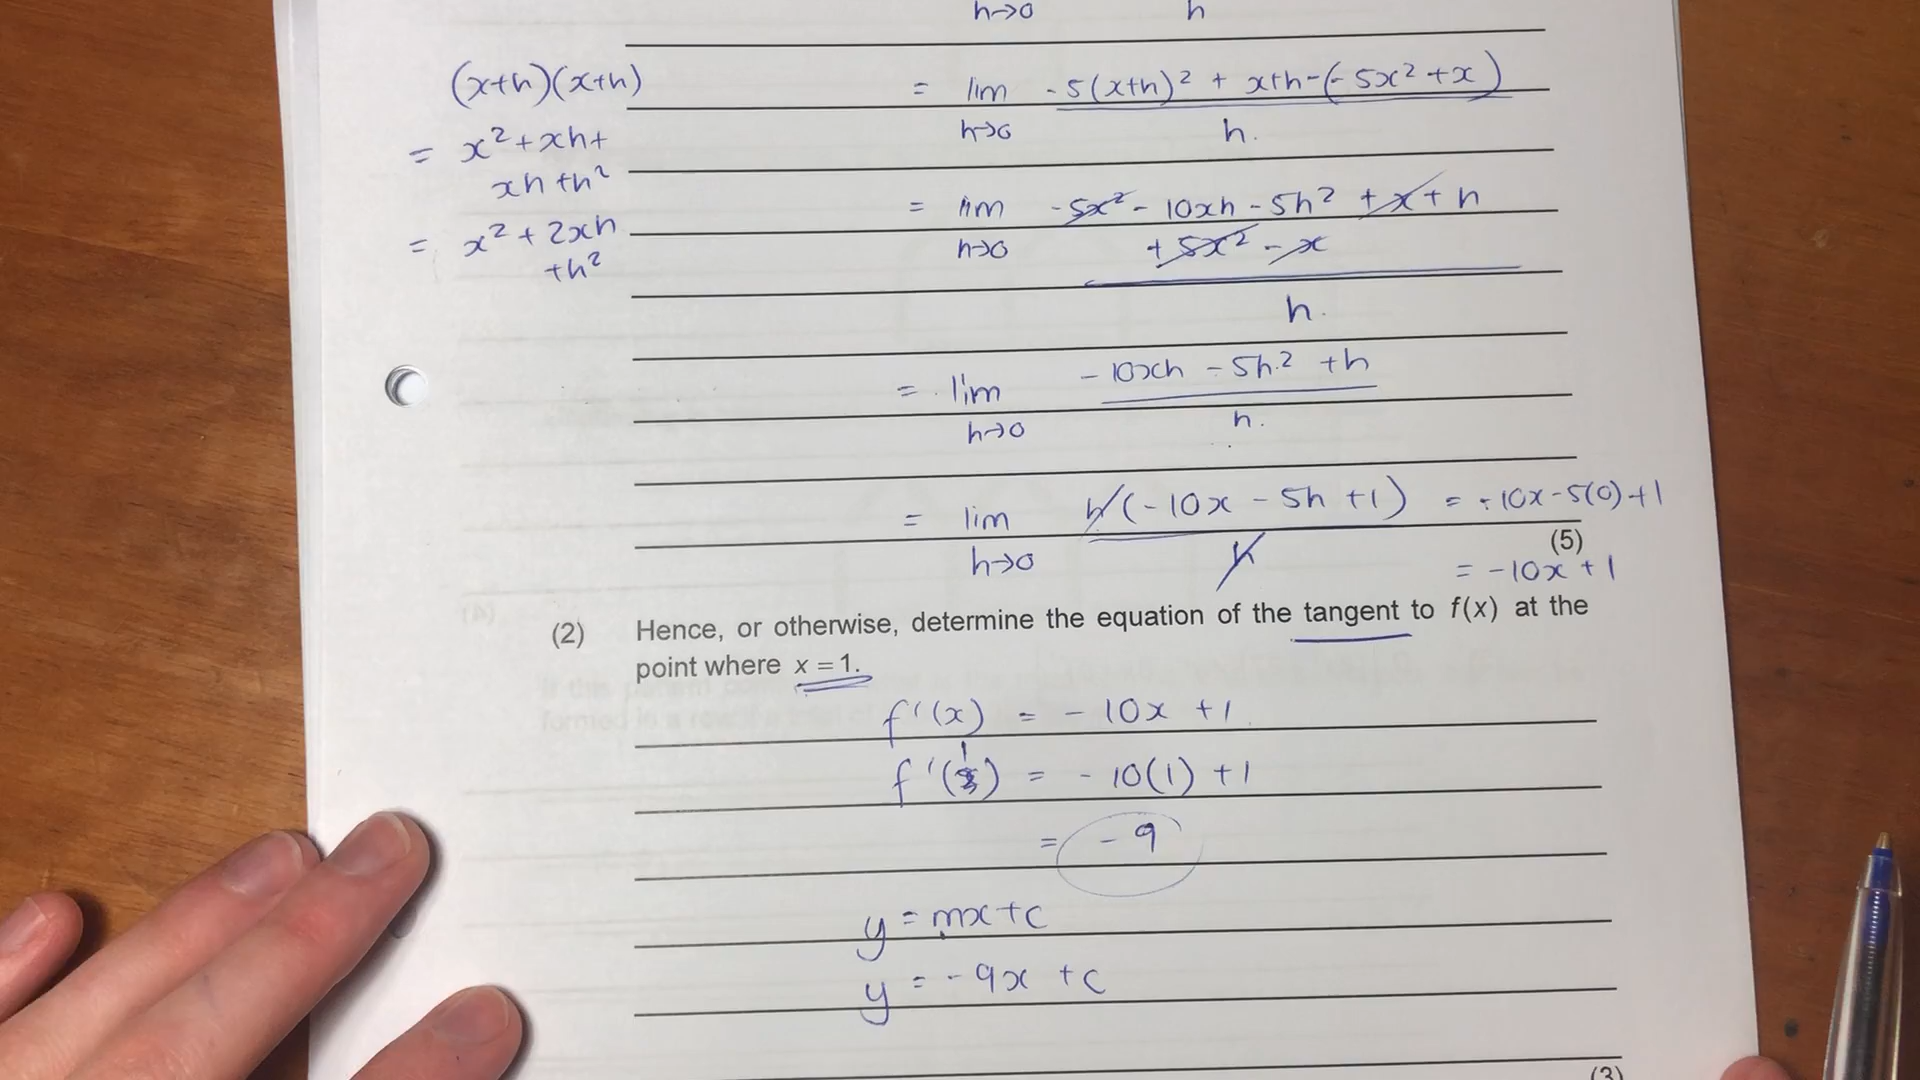 h→0 h
(x+h)(x+h)
= x² + xh +
xh + h²
= x² + 2xh
+h²
= lim -5(x+h)² + x+h-(-5x²+x)
h→0 h.
= lim -5x² - 10xh - 5h² + x + h
h→0 + 5x² - x
h.
= lim -10xh - 5h² + h
h→0 h.
= lim h(-10x - 5h + 1) = -10x-5(0)+1
h→0 h
(5)
= -10x + 1
(2) Hence, or otherwise, determine the equation of the tangent to f(x) at the
point where x = 1.
f'(x) = -10x + 1
f'(1) = -10(1) + 1
= -9
y = mx + c
y = -9x + c
(3)